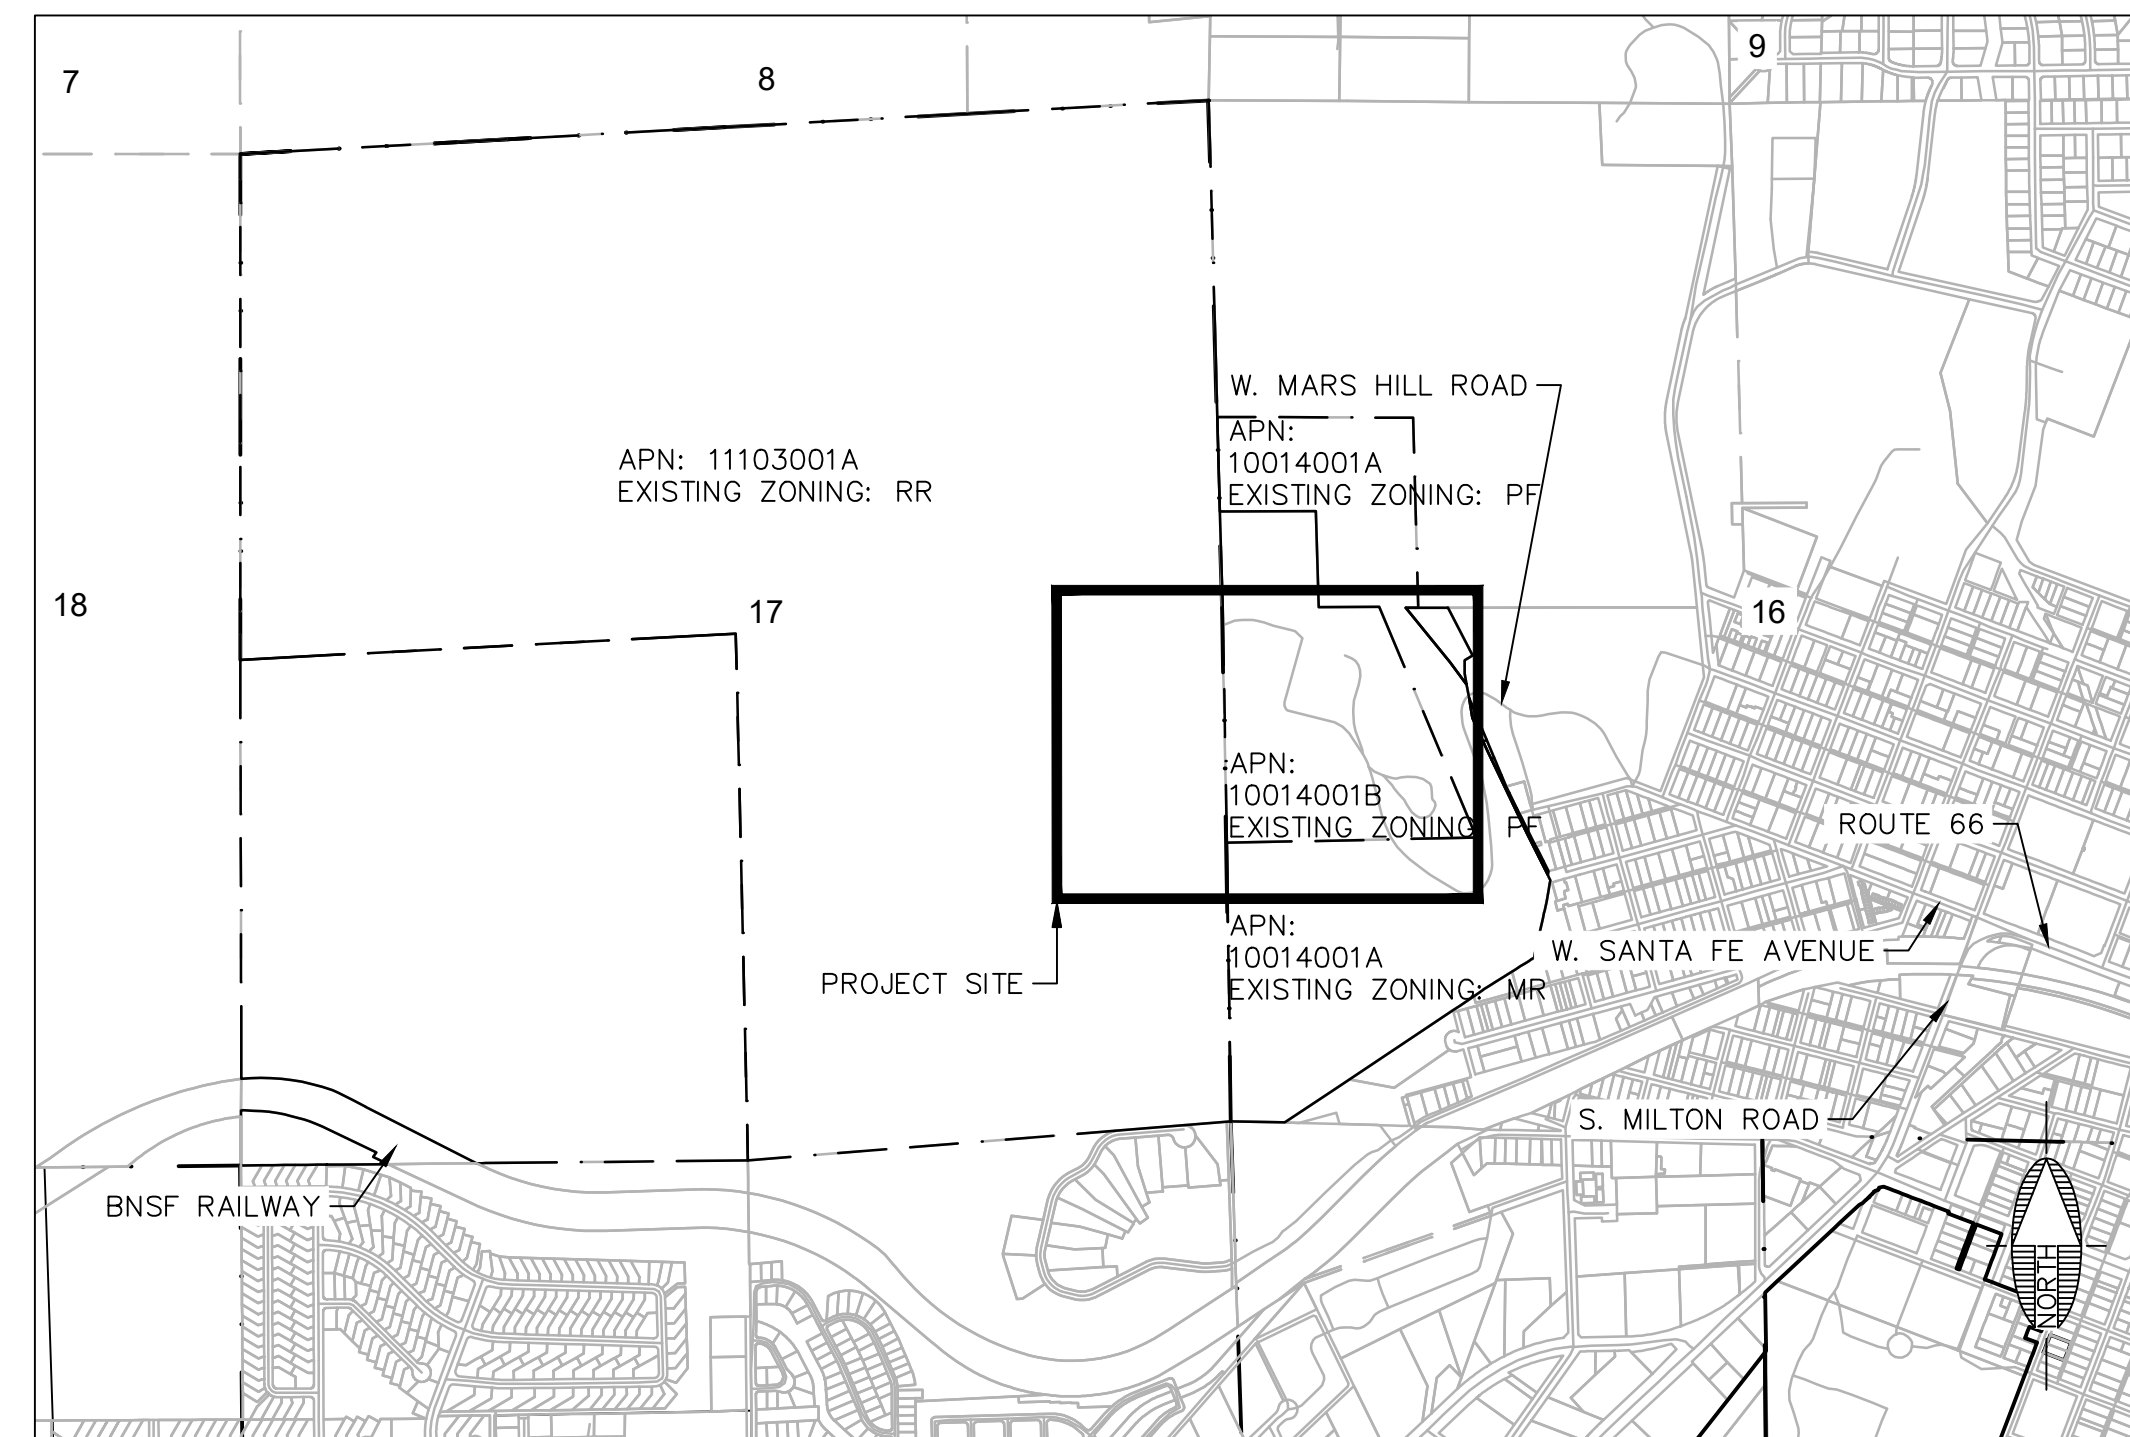 7
8
9
W. MARS HILL ROAD
APN:
10014001A
EXISTING ZONING: PF
APN: 11103001A
EXISTING ZONING: RR
18
17
16
APN:
10014001B
EXISTING ZONING: PF
ROUTE 66
APN:
10014001A
EXISTING ZONING: MR
W. SANTA FE AVENUE
PROJECT SITE
S. MILTON ROAD
BNSF RAILWAY
NORTH